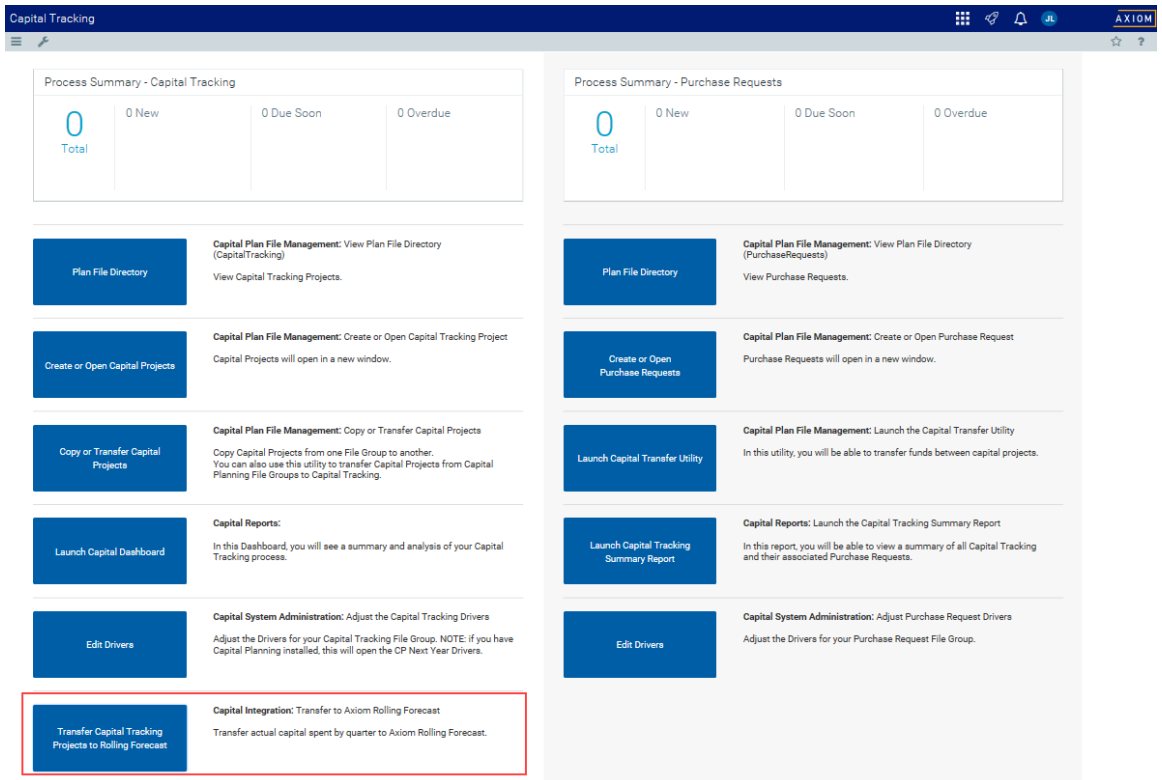 Capital Tracking
JL
AXIOM
?
Process Summary - Capital Tracking
0
Total
0 New
0 Due Soon
0 Overdue
Plan File Directory
Capital Plan File Management: View Plan File Directory
(CapitalTracking)
View Capital Tracking Projects.
Create or Open Capital Projects
Capital Plan File Management: Create or Open Capital Tracking Project
Capital Projects will open in a new window.
Copy or Transfer Capital
Projects
Capital Plan File Management: Copy or Transfer Capital Projects
Copy Capital Projects from one File Group to another.
You can also use this utility to transfer Capital Projects from Capital
Planning File Groups to Capital Tracking.
Launch Capital Dashboard
Capital Reports:
In this Dashboard, you will see a summary and analysis of your Capital
Tracking process.
Edit Drivers
Capital System Administration: Adjust the Capital Tracking Drivers
Adjust the Drivers for your Capital Tracking File Group. NOTE: if you have
Capital Planning installed, this will open the CP Next Year Drivers.
Transfer Capital Tracking
Projects to Rolling Forecast
Capital Integration: Transfer to Axiom Rolling Forecast
Transfer actual capital spent by quarter to Axiom Rolling Forecast.
Process Summary - Purchase Requests
0
Total
0 New
0 Due Soon
0 Overdue
Plan File Directory
Capital Plan File Management: View Plan File Directory
(PurchaseRequests)
View Purchase Requests.
Create or Open
Purchase Requests
Capital Plan File Management: Create or Open Purchase Request
Purchase Requests will open in a new window.
Launch Capital Transfer Utility
Capital Plan File Management: Launch the Capital Transfer Utility
In this utility, you will be able to transfer funds between capital projects.
Launch Capital Tracking
Summary Report
Capital Reports: Launch the Capital Tracking Summary Report
In this report, you will be able to view a summary of all Capital Tracking
and their associated Purchase Requests.
Edit Drivers
Capital System Administration: Adjust Purchase Request Drivers
Adjust the Drivers for your Purchase Request File Group.